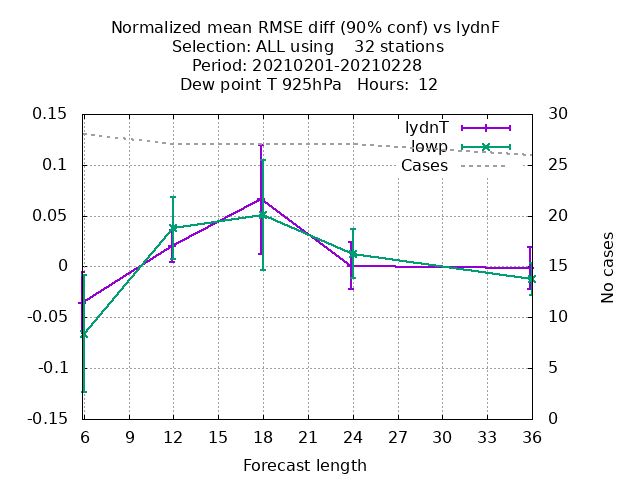 Normalized mean RMSE diff (90% conf) vs lydnF
Selection: ALL using    32 stations
Period: 20210201-20210228
Dew point T 925hPa   Hours:  12
0.15
0.1
0.05
0
-0.05
-0.1
-0.15
30
25
20
15
10
5
0
lydnT
lowp
Cases
No cases
6 9 12 15 18 21 24 27 30 33 36
Forecast length